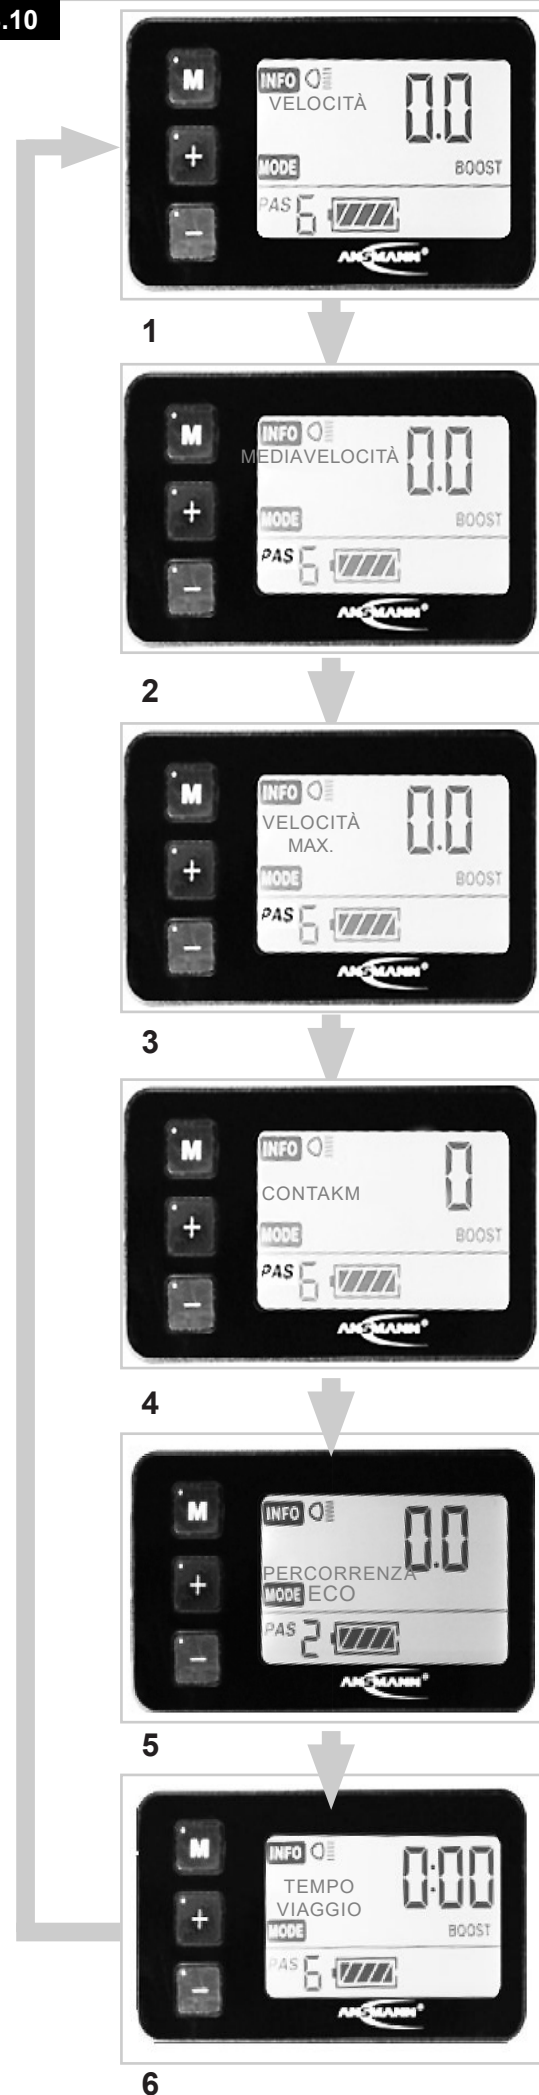 .10
M
INFO
VELOCITÀ
0.0
+
MODE
BOOST
PAS 6
-
ANSMANN®
1
M
INFO
MEDIAVELOCITÀ
0.0
+
MODE
BOOST
PAS 6
-
ANSMANN®
2
M
INFO
VELOCITÀ
MAX.
0.0
+
MODE
BOOST
PAS 6
-
ANSMANN®
3
M
INFO
CONTAKM
0
+
MODE
BOOST
PAS 6
-
ANSMANN®
4
M
INFO
0.0
PERCORRENZA
+
MODE ECO
PAS 2
-
ANSMANN®
5
M
INFO
TEMPO
VIAGGIO
0:00
+
MODE
BOOST
PAS 6
-
ANSMANN®
6